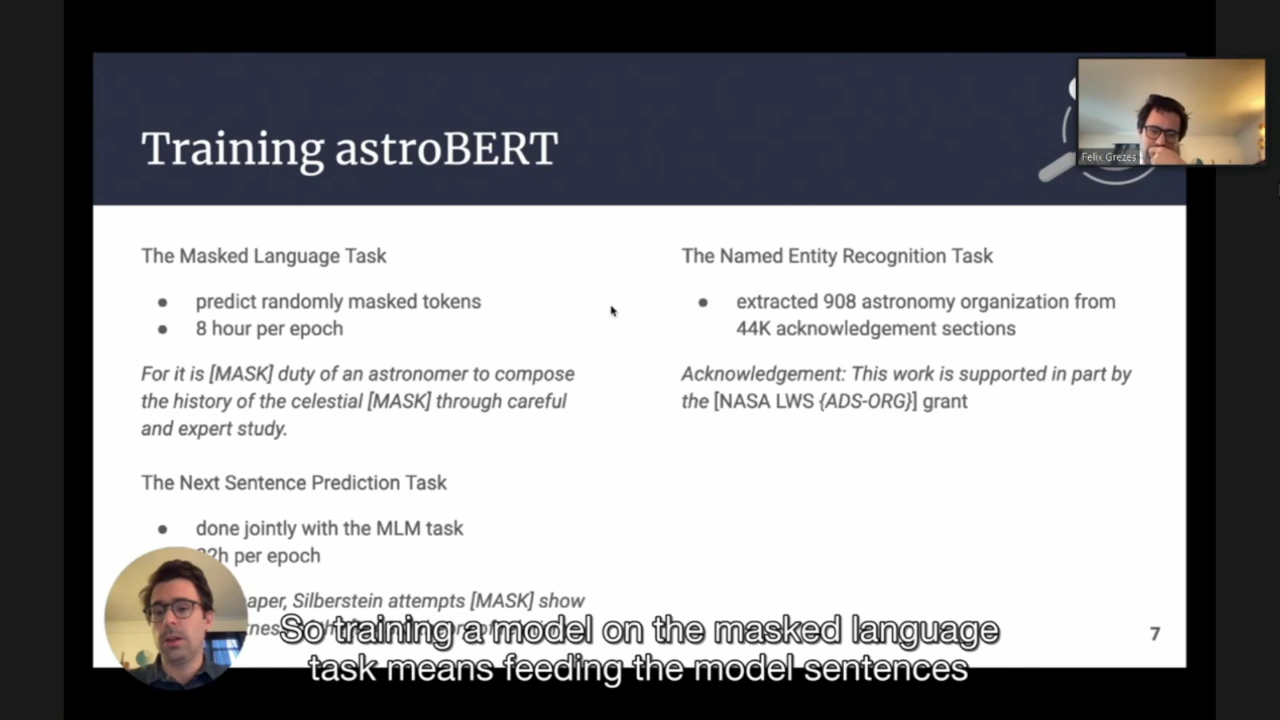 Training astroBERT
Felix Grezes
The Masked Language Task
● predict randomly masked tokens
● 8 hour per epoch
For it is [MASK] duty of an astronomer to compose
the history of the celestial [MASK] through careful
and expert study.
The Next Sentence Prediction Task
● done jointly with the MLM task
h per epoch
Silberstein attempts [MASK] show
The Named Entity Recognition Task
● extracted 908 astronomy organization from
44K acknowledgement sections
Acknowledgement: This work is supported in part by
the [NASA LWS {ADS-ORG}] grant
7
So training a model on the masked language
task means feeding the model sentences